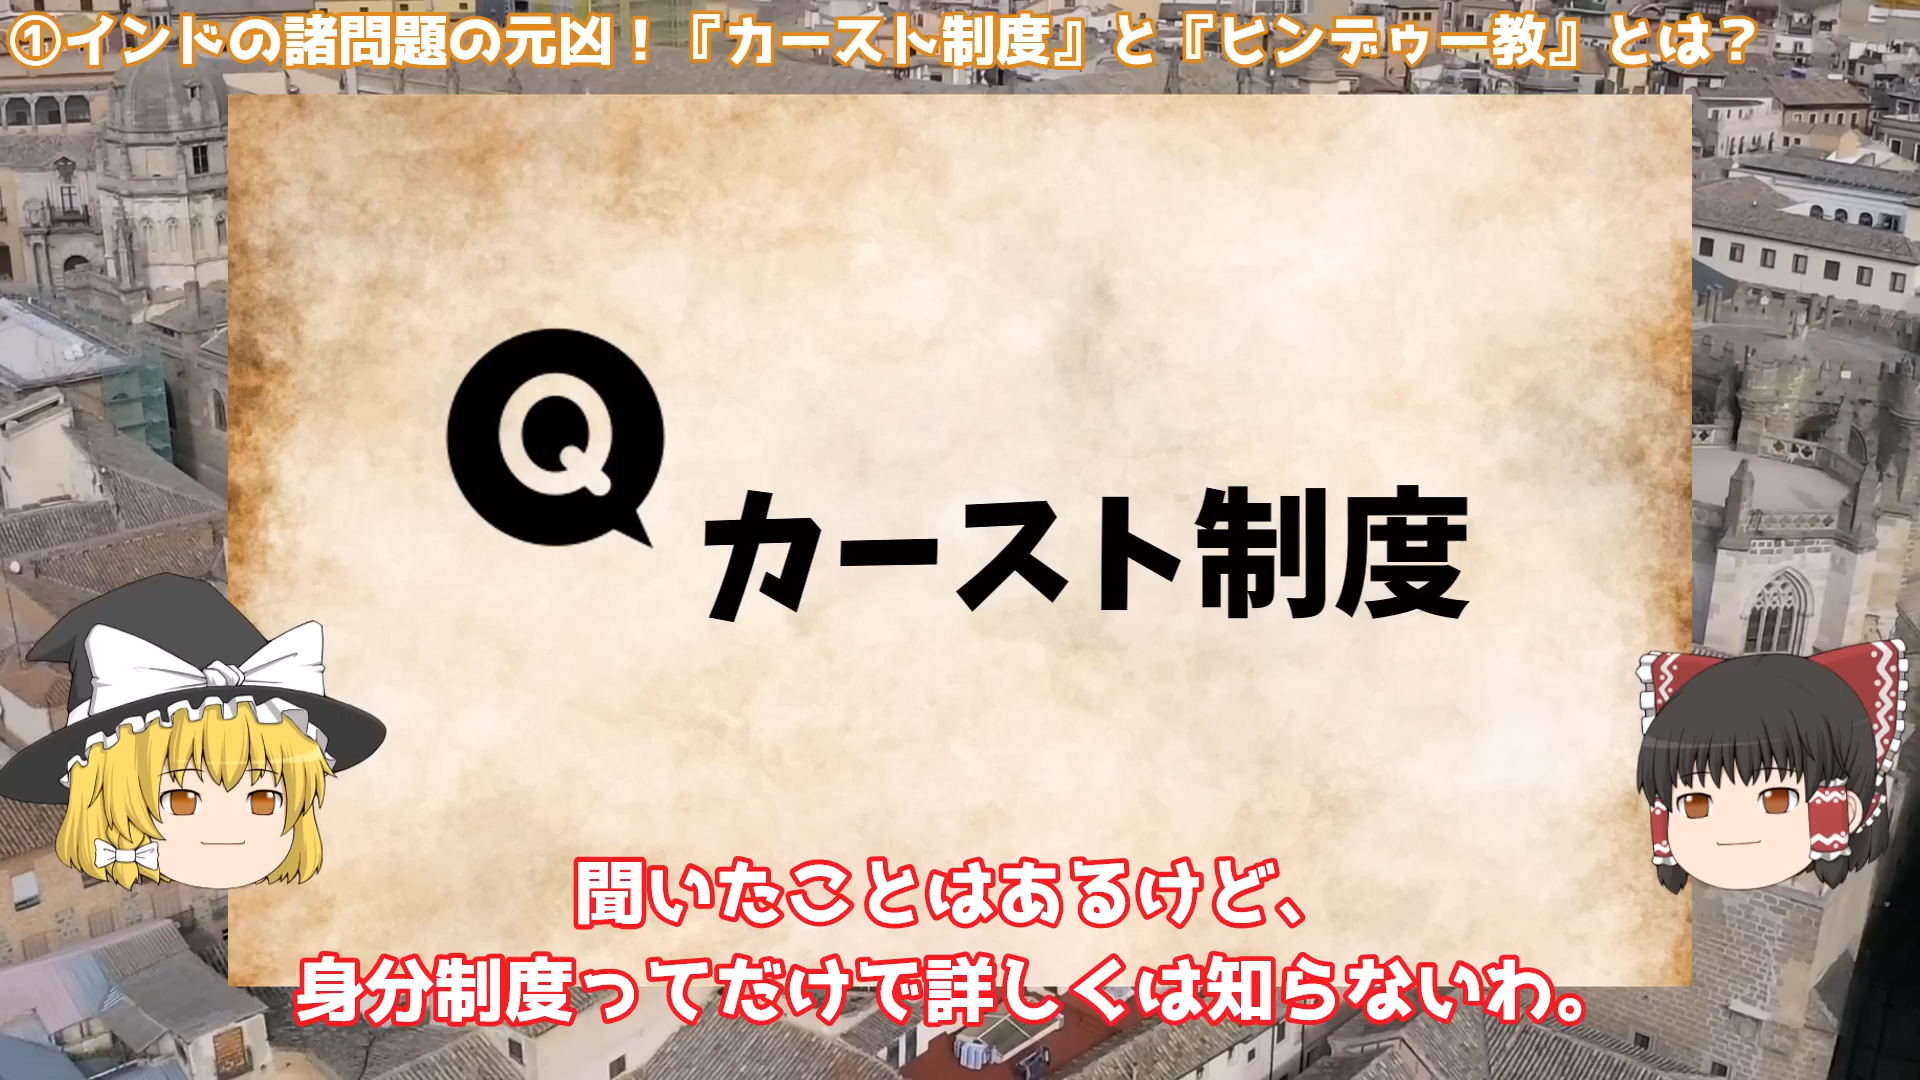 ①インドの諸問題の元凶！『カースト制度』と『ヒンデゥー教』とは？
Q
カースト制度
聞いたことはあるけど、
身分制度ってだけで詳しくは知らないわ。